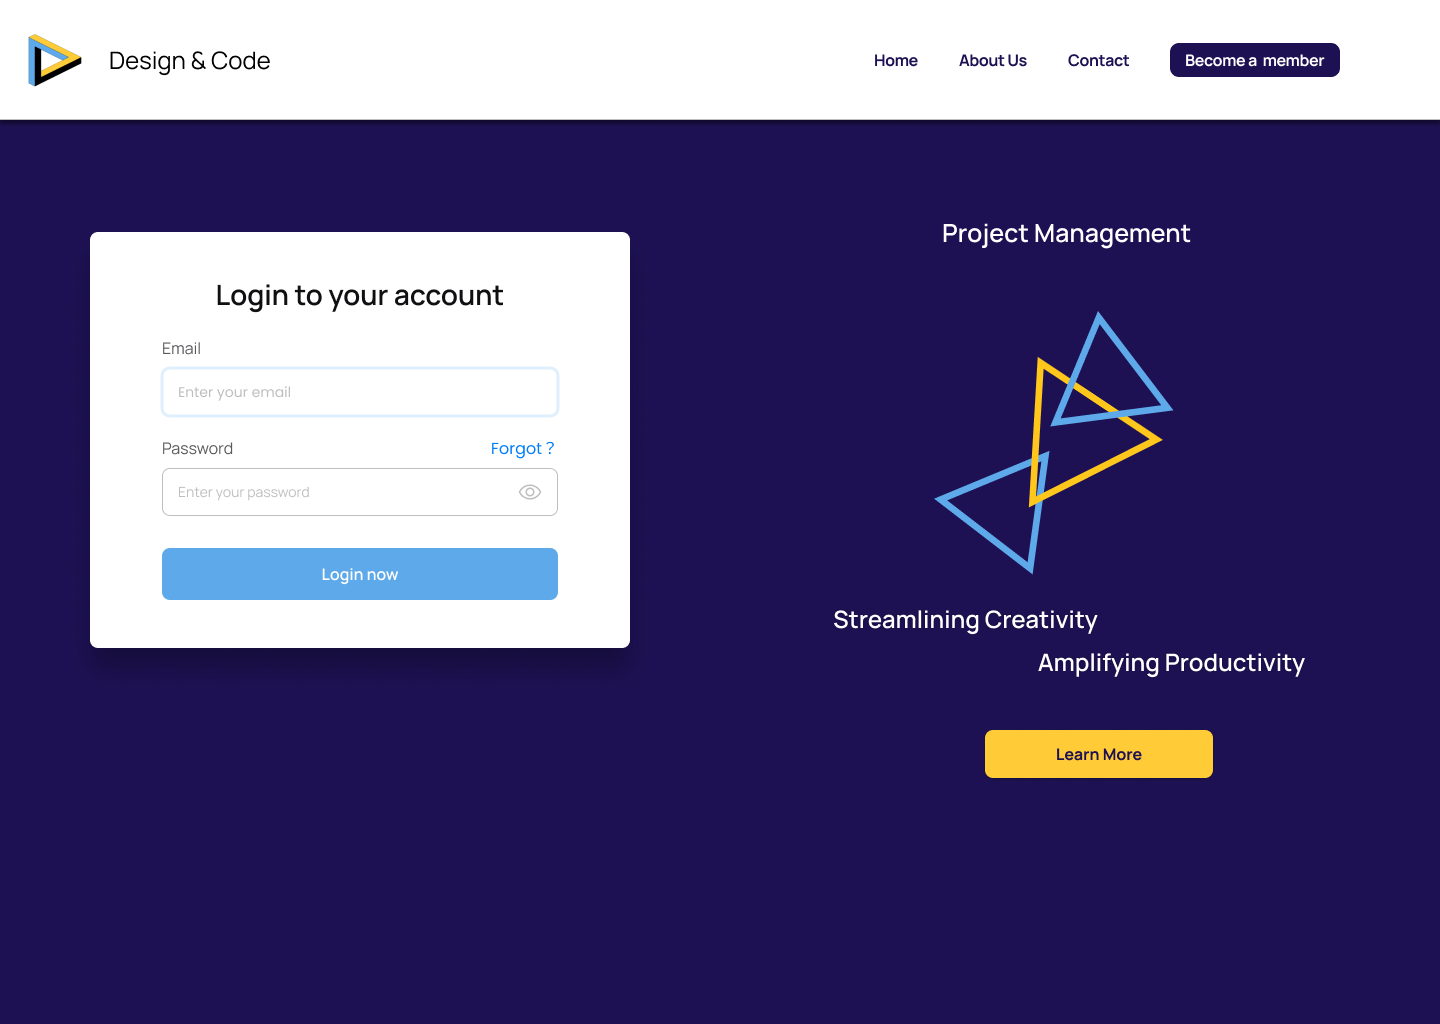 Design & Code
Home
About Us
Contact
Become a member
Login to your account
Email
Enter your email
Password
Forgot ?
Enter your password
Login now
Project Management
Streamlining Creativity
Amplifying Productivity
Learn More